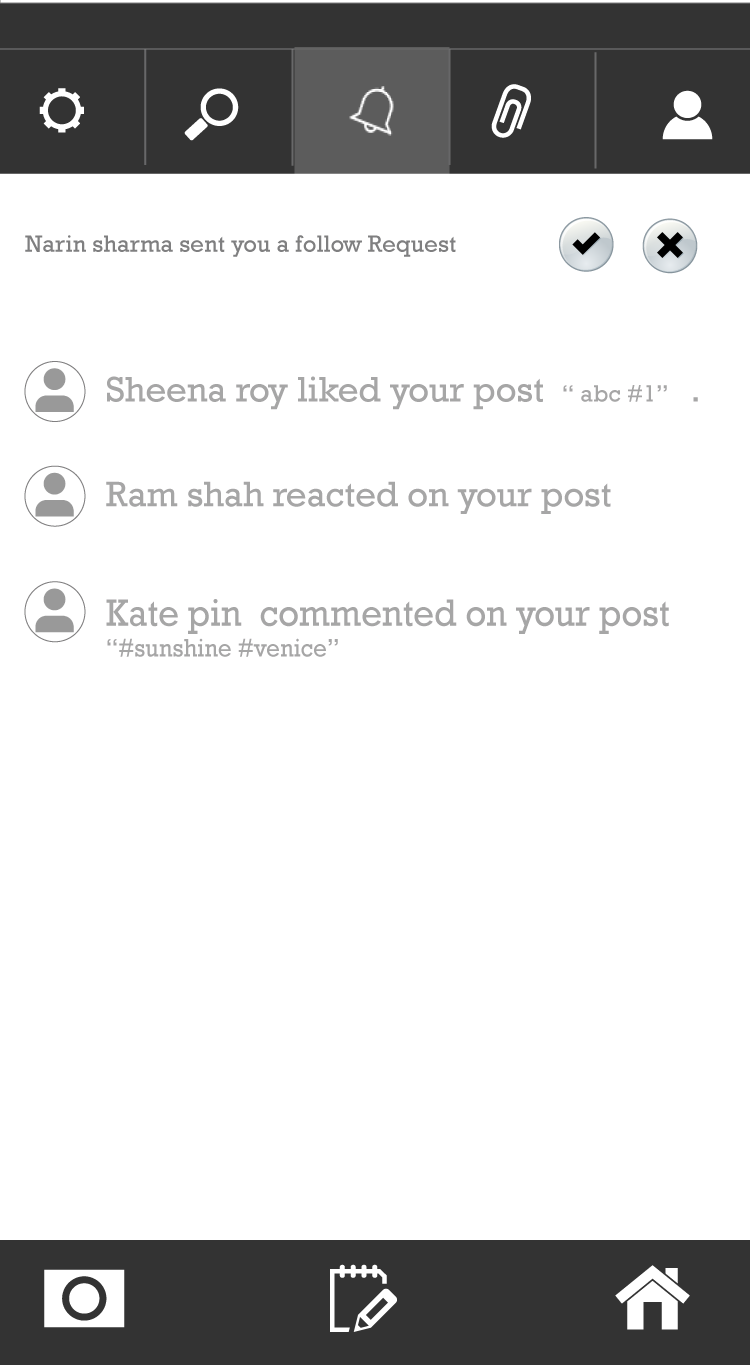 Narin sharma sent you a follow Request
Sheena roy liked your post “ abc #1” .
Ram shah reacted on your post
Kate pin commented on your post
“#sunshine #venice”